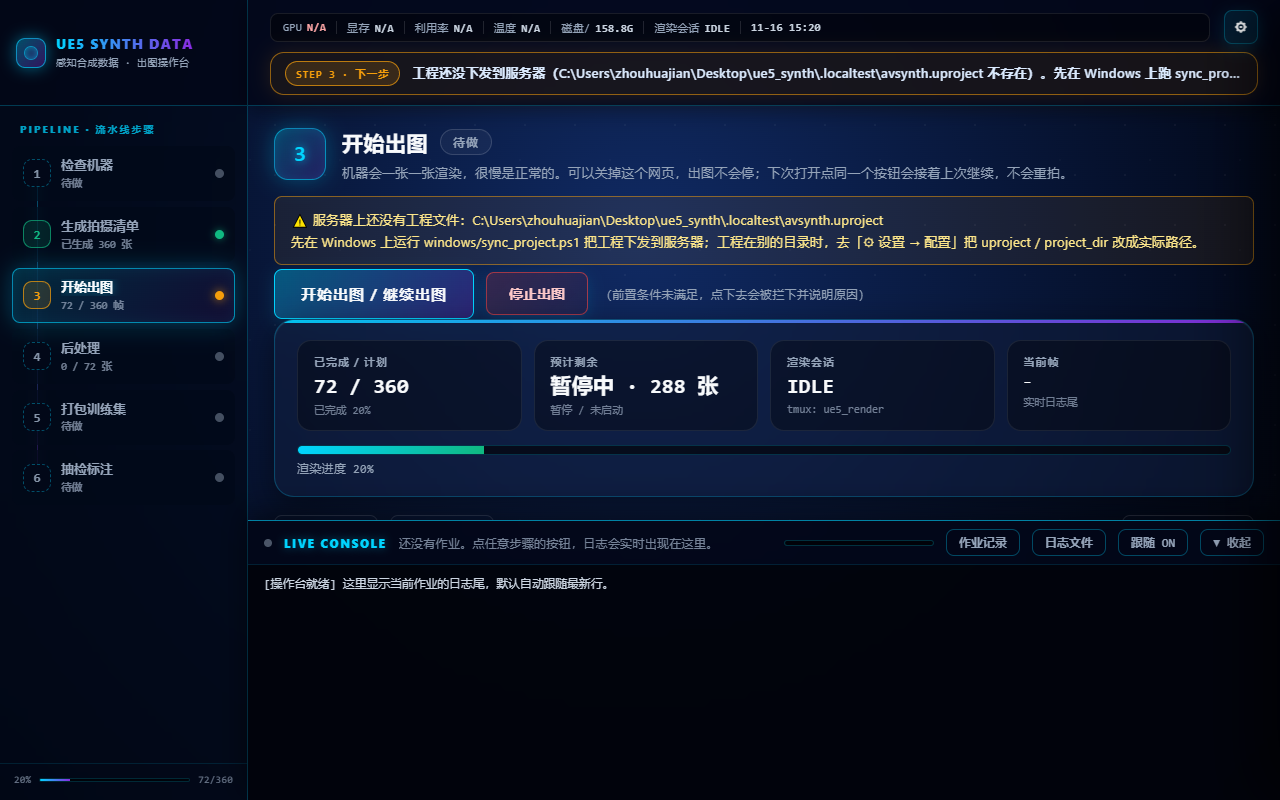 UE5 SYNTH DATA
感知合成数据 · 出图操作台
GPU N/A 显存 N/A 利用率 N/A 温度 N/A 磁盘/ 158.8G 渲染会话 IDLE 11-16 15:20
⚙
STEP 3 · 下一步 工程还没下发到服务器（C:\Users\zhouhuajian\Desktop\ue5_synth\.localtest\avsynth.uproject 不存在）。先在 Windows 上跑 sync_pro...
PIPELINE · 流水线步骤
1 检查机器
待做
2 生成拍摄清单
已生成 360 张
3 开始出图
72 / 360 帧
4 后处理
0 / 72 张
5 打包训练集
待做
6 抽检标注
待做
20% 72/360
3 开始出图 待做
机器会一张一张渲染，很慢是正常的。可以关掉这个网页，出图不会停；下次打开点同一个按钮会接着上次继续，不会重拍。
⚠ 服务器上还没有工程文件：C:\Users\zhouhuajian\Desktop\ue5_synth\.localtest\avsynth.uproject
先在 Windows 上运行 windows/sync_project.ps1 把工程下发到服务器；工程在别的目录时，去「⚙ 设置 → 配置」把 uproject / project_dir 改成实际路径。
开始出图 / 继续出图 停止出图 (前置条件未满足，点下去会被拦下并说明原因)
已完成 / 计划
72 / 360
已完成 20%
预计剩余
暂停中 · 288 张
暂停 / 未启动
渲染会话
IDLE
tmux: ue5_render
当前帧
–
实时日志尾
渲染进度 20%
LIVE CONSOLE 还没有作业。点任意步骤的按钮，日志会实时出现在这里。 作业记录 日志文件 跟随 ON ▼ 收起
[操作台就绪] 这里显示当前作业的日志尾，默认自动跟随最新行。